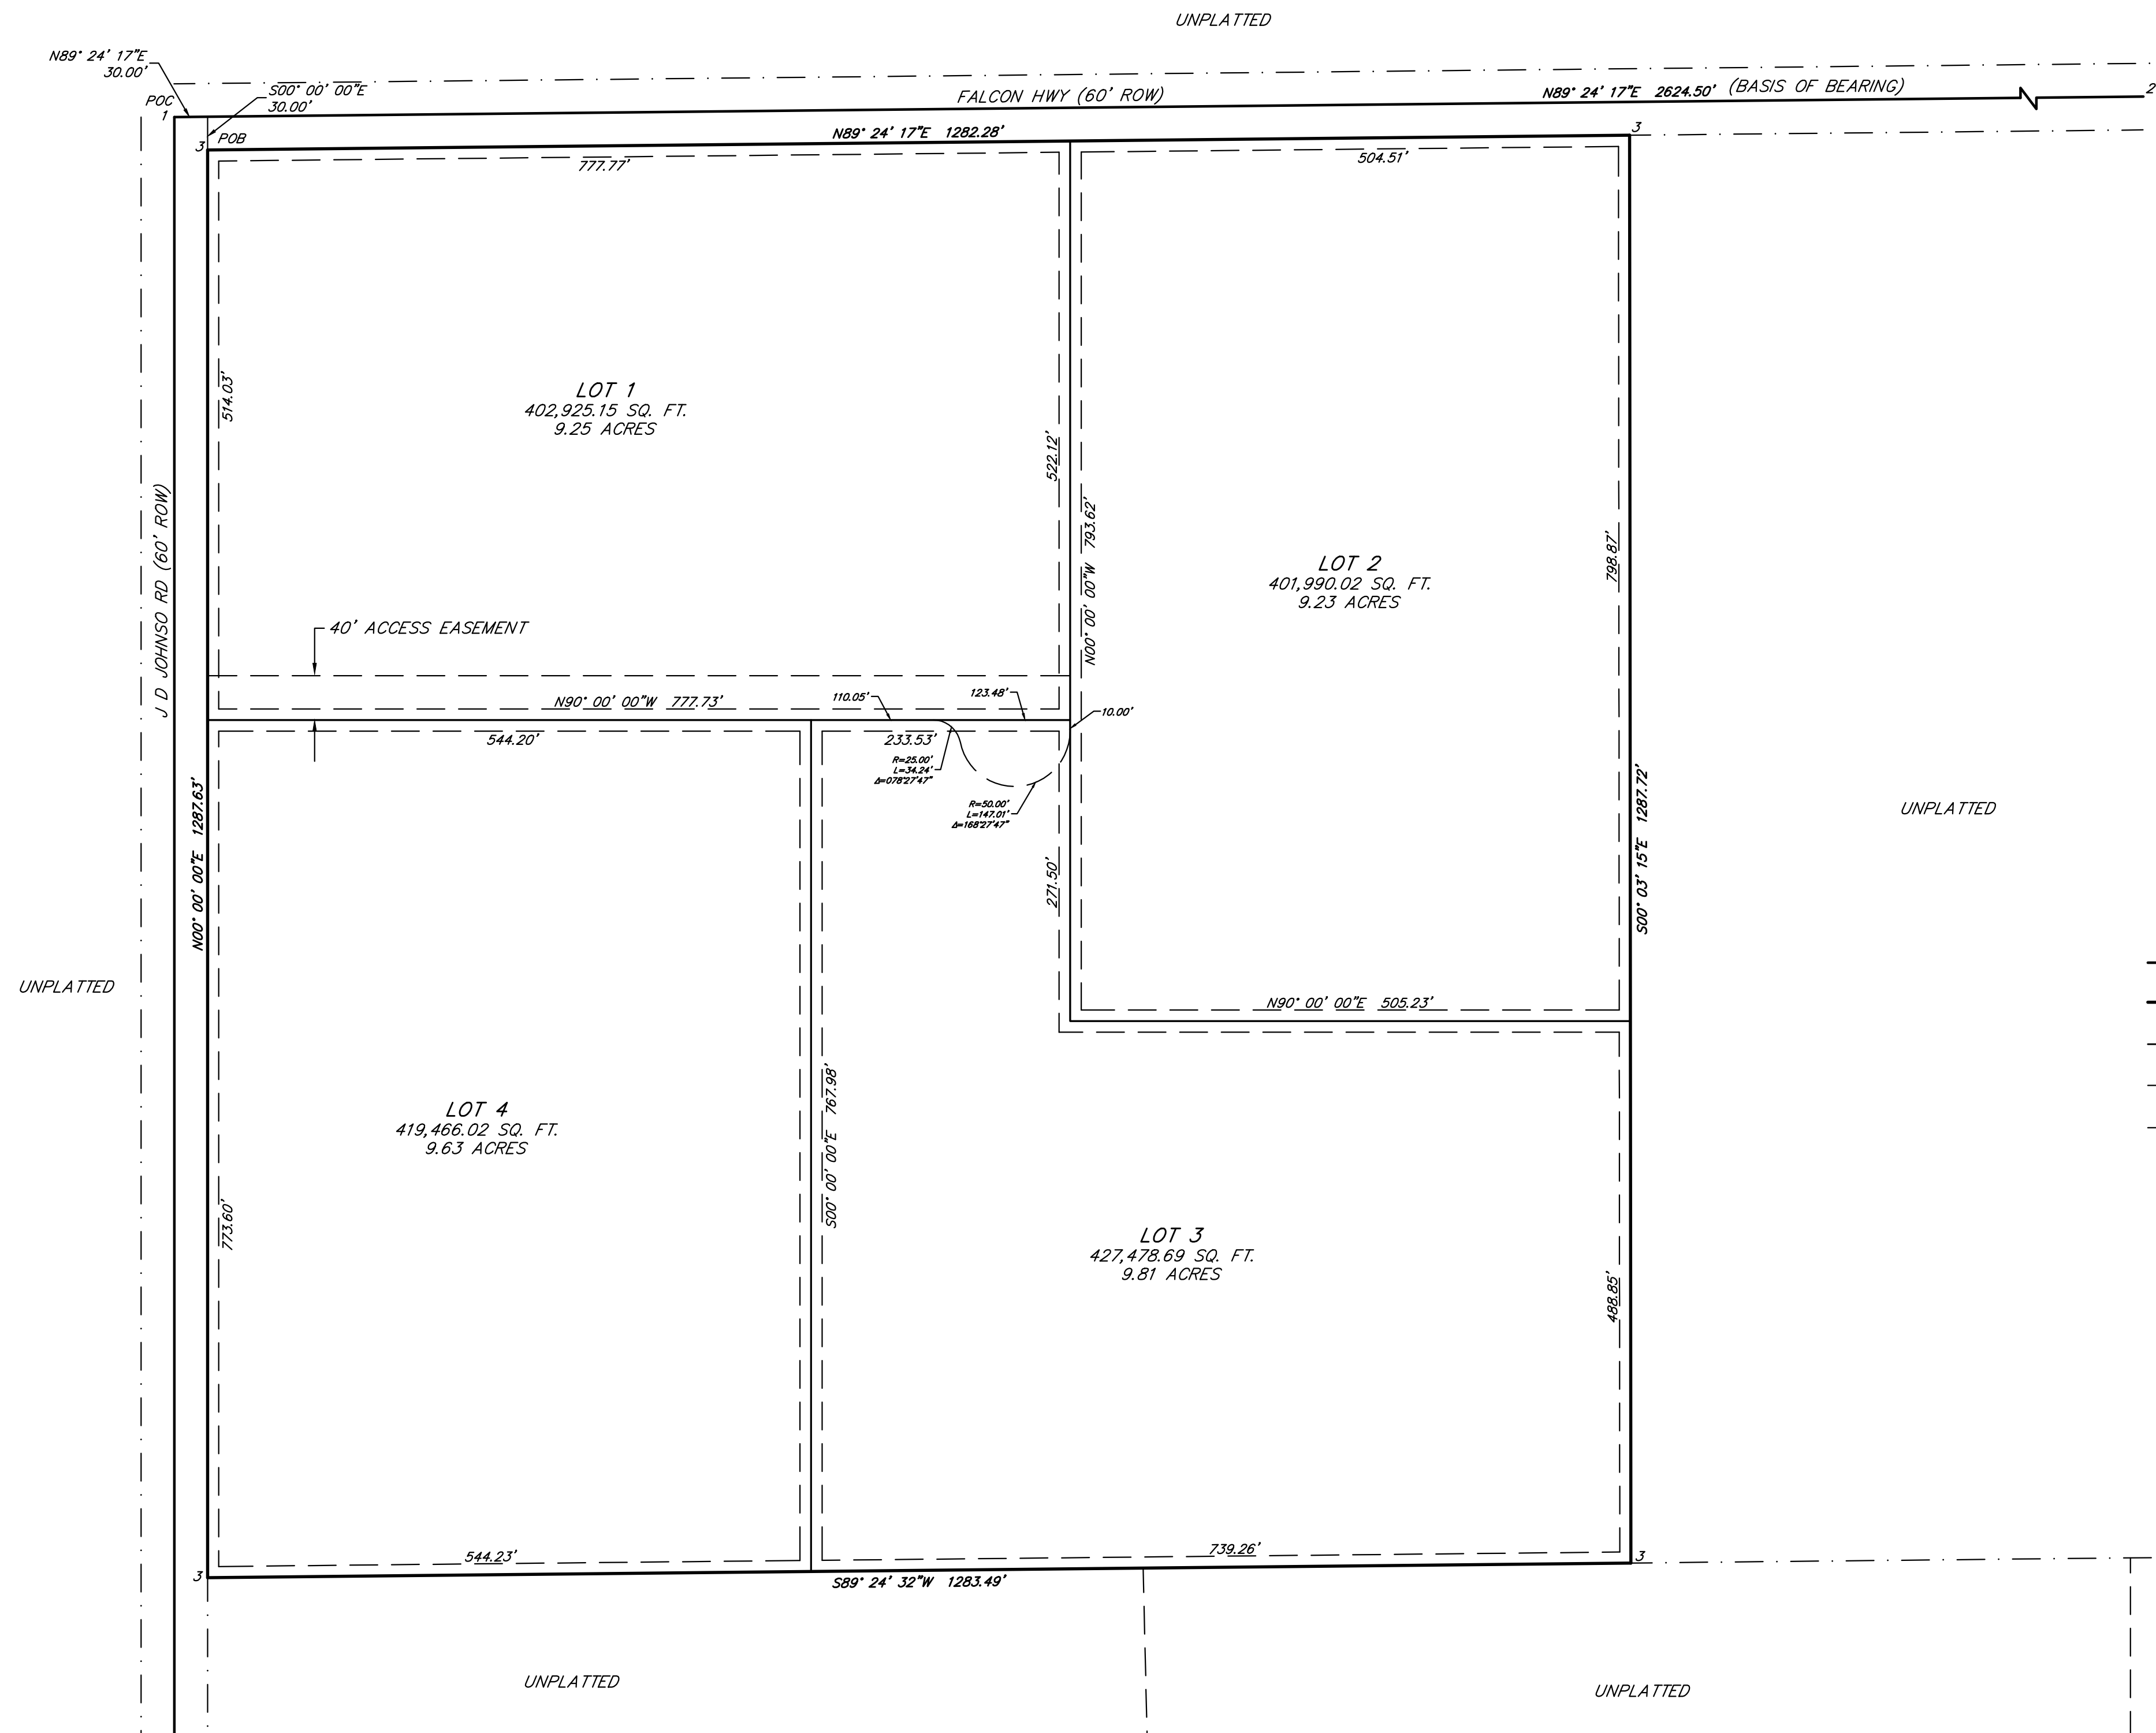 UNPLATTED
N89° 24' 17"E
30.00'
S00° 00' 00"E
30.00'
POC
1
POB
3
FALCON HWY (60' ROW)
N89° 24' 17"E 2624.50' (BASIS OF BEARING)
2
N89° 24' 17"E 1282.28'
3
777.77'
504.51'
514.03'
LOT 1
402,925.15 SQ. FT.
9.25 ACRES
522.12'
N00° 00' 00"W 793.62'
LOT 2
401,990.02 SQ. FT.
9.23 ACRES
798.87'
J D JOHNSO RD (60' ROW)
40' ACCESS EASEMENT
N90° 00' 00"W 777.73'
110.05'
123.48'
10.00'
544.20'
233.53'
R=25.00'
L=34.24'
Δ=078°27'47"
R=50.00'
L=147.01'
Δ=168°27'47"
N00° 00' 00"E 1287.63'
271.50'
S00° 03' 15"E 1287.72'
UNPLATTED
UNPLATTED
N90° 00' 00"E 505.23'
S00° 00' 00"E 767.98'
LOT 4
419,466.02 SQ. FT.
9.63 ACRES
773.60'
LOT 3
427,478.69 SQ. FT.
9.81 ACRES
488.85'
544.23'
739.26'
3
3
S89° 24' 32"W 1283.49'
UNPLATTED
UNPLATTED